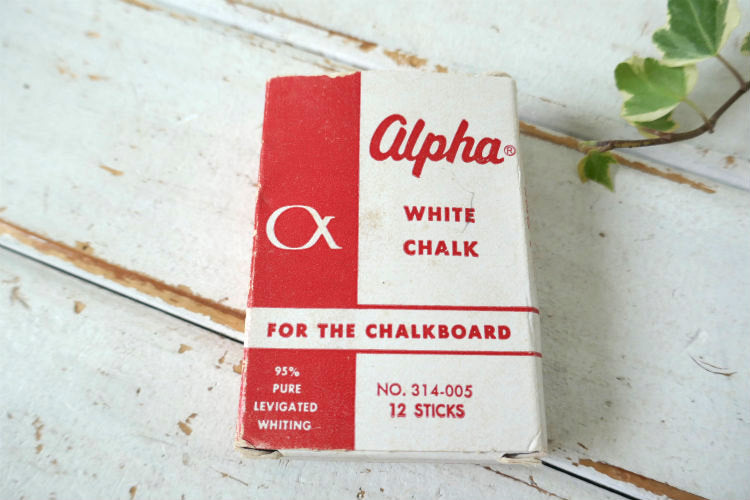 Alpha®
α
WHITE
CHALK
FOR THE CHALKBOARD
95%
PURE
LEVIGATED
WHITING
NO. 314-005
12 STICKS